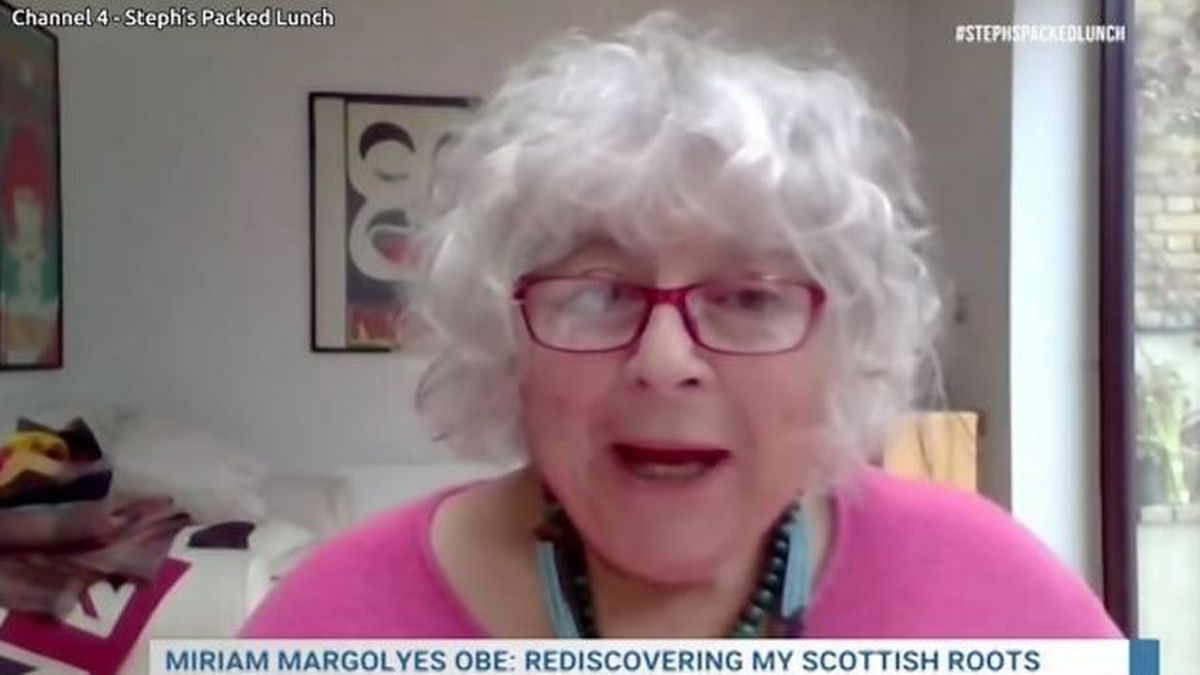 Channel 4 - Steph's Packed Lunch
#STEPHSPACKEDLUNCH
MIRIAM MARGOLYES OBE: REDISCOVERING MY SCOTTISH ROOTS